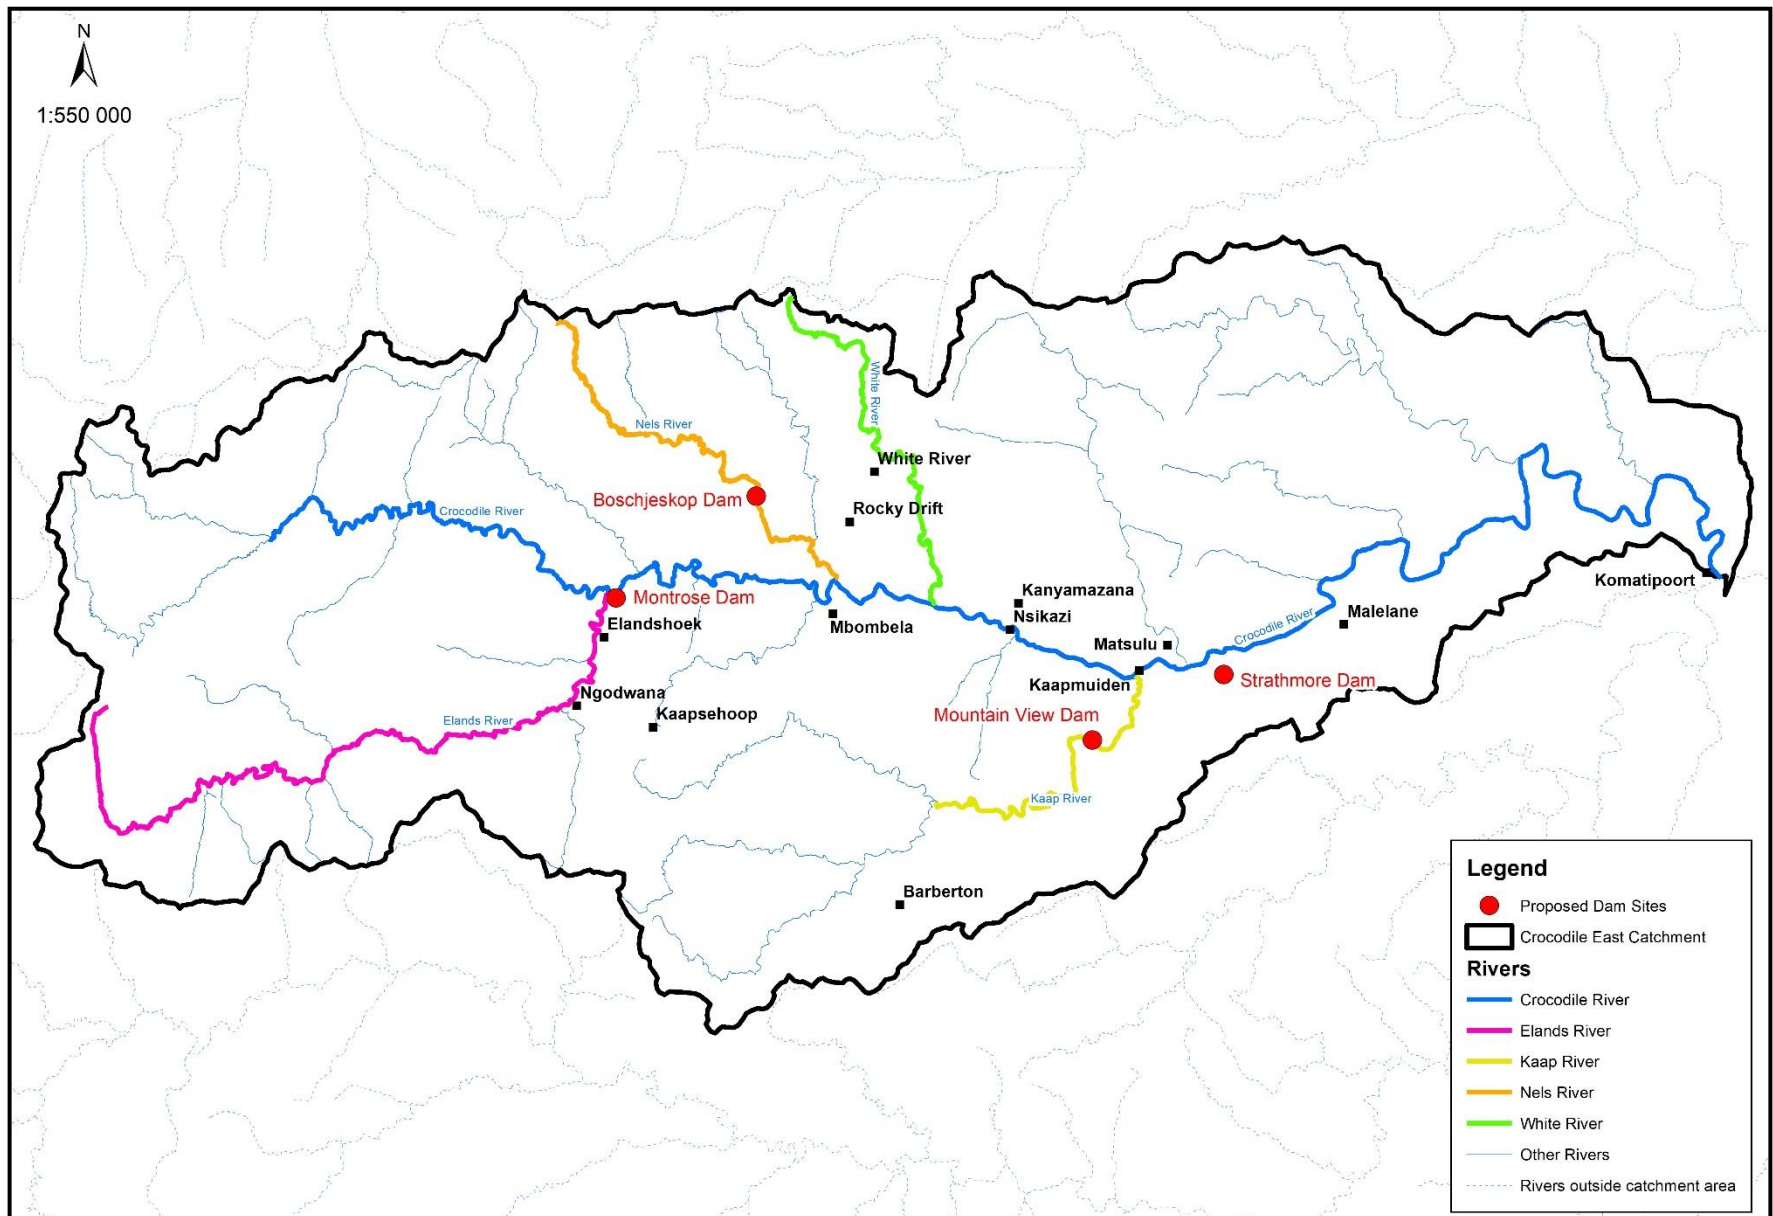 N
1:550 000
White River
Nels River
White River
Boschjeskop Dam
Rocky Drift
Crocodile River
Komatipoort
Kanyamazana
Montrose Dam
Nsikazi
Malelane
Elandshoek
Mbombela
Crocodile River
Matsulu
Kaapmuiden
Strathmore Dam
Ngodwana
Kaapsehoop
Mountain View Dam
Elands River
Kaap River
Barberton
Legend
Proposed Dam Sites
Crocodile East Catchment
Rivers
Crocodile River
Elands River
Kaap River
Nels River
White River
Other Rivers
Rivers outside catchment area